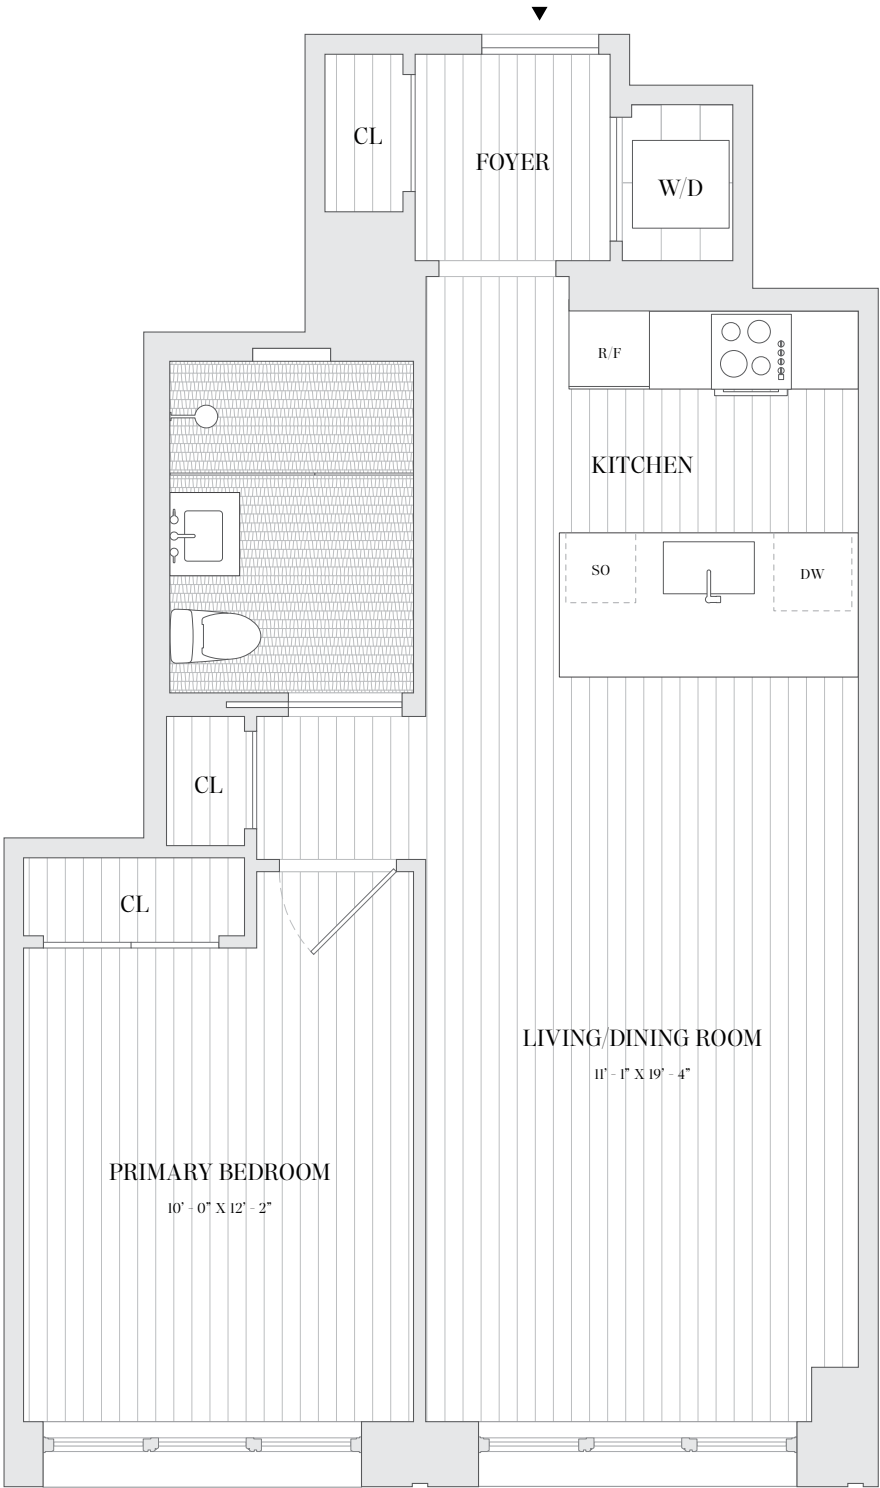 CL
FOYER
W/D
R/F
KITCHEN
SO
DW
CL
CL
LIVING/DINING ROOM
11' - 1" X 19' - 4"
PRIMARY BEDROOM
10' - 0" X 12' - 2"